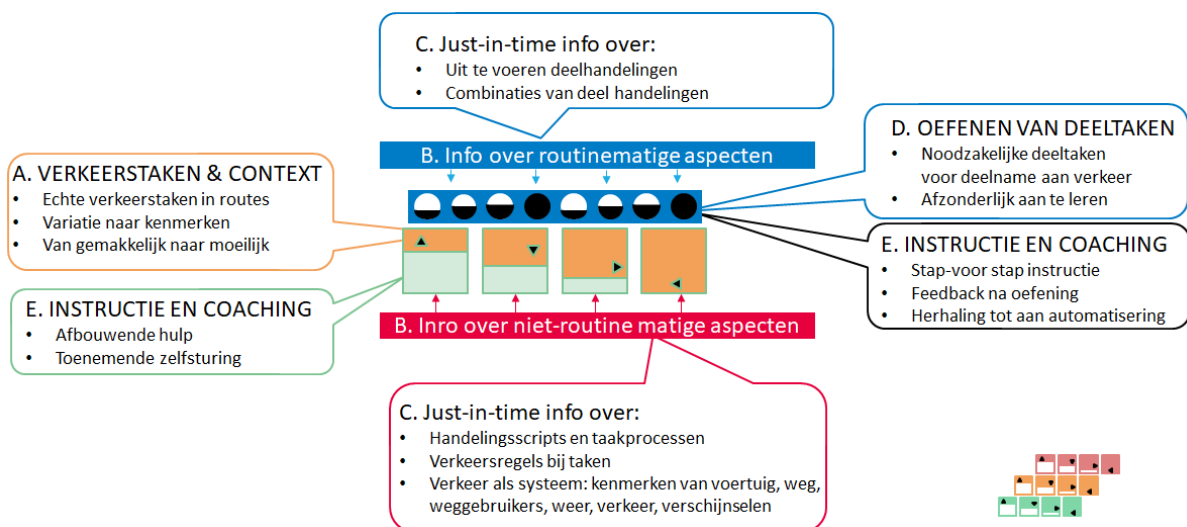 C. Just-in-time info over:
• Uit te voeren deelhandelingen
• Combinaties van deel handelingen
D. OEFENEN VAN DEELTAKEN
• Noodzakelijke deeltaken
voor deelname aan verkeer
• Afzonderlijk aan te leren
B. Info over routinematige aspecten
A. VERKEERSTAKEN & CONTEXT
• Echte verkeerstaken in routes
• Variatie naar kenmerken
• Van gemakkelijk naar moeilijk
E. INSTRUCTIE EN COACHING
• Stap-voor stap instructie
• Feedback na oefening
• Herhaling tot aan automatisering
E. INSTRUCTIE EN COACHING
• Afbouwende hulp
• Toenemende zelfsturing
B. Inro over niet-routine matige aspecten
C. Just-in-time info over:
• Handelingsscripts en taakprocessen
• Verkeersregels bij taken
• Verkeer als systeem: kenmerken van voertuig, weg,
weggebruikers, weer, verkeer, verschijnselen